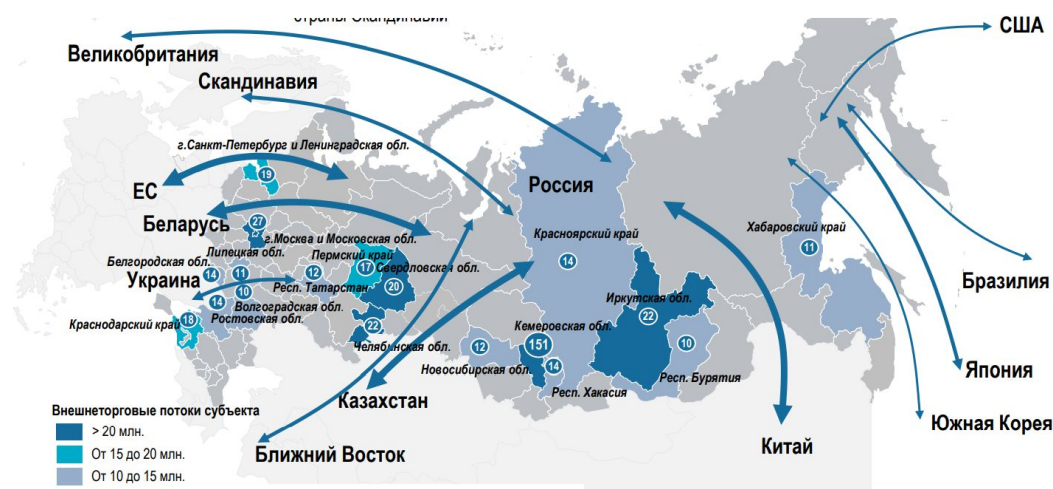 страны Скандинавии
США
Великобритания
Скандинавия
г.Санкт-Петербург и Ленинградская обл.
19
ЕС
Россия
Беларусь
27
г.Москва и Московская обл.
Красноярский край
14
Хабаровский край
11
Липецкая обл.
Пермский край
17
Белгородская обл.
14
11
12
Свердловская обл.
20
Украина
Респ. Татарстан
10
Бразилия
14
Волгоградская обл.
Ростовская обл.
Иркутская обл.
22
Краснодарский край
18
22
Челябинская обл.
Кемеровская обл.
151
12
Новосибирская обл.
14
10
Респ. Бурятия
Респ. Хакасия
Япония
Казахстан
Внешнеторговые потоки субъекта
> 20 млн.
От 15 до 20 млн.
От 10 до 15 млн.
Ближний Восток
Китай
Южная Корея